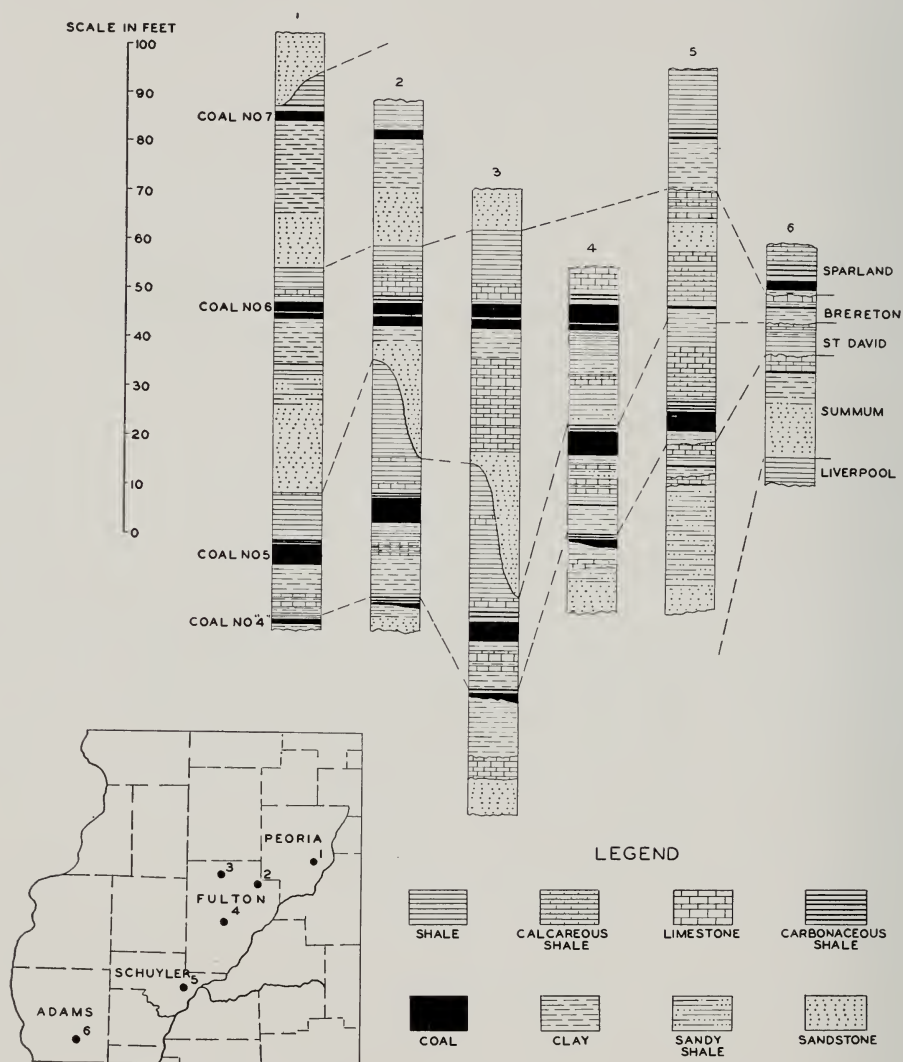 SCALE IN FEET
100
90
80
70
60
50
40
30
20
10
0
1
2
3
4
5
6
COAL NO 7
COAL NO 6
COAL NO 5
COAL NO "4"
SPARLAND
BRERETON
ST DAVID
SUMMUM
LIVERPOOL
PEORIA
1
3
2
FULTON
4
SCHUYLER
5
ADAMS
6
LEGEND
SHALE
CALCAREOUS
SHALE
LIMESTONE
CARBONACEOUS
SHALE
COAL
CLAY
SANDY
SHALE
SANDSTONE